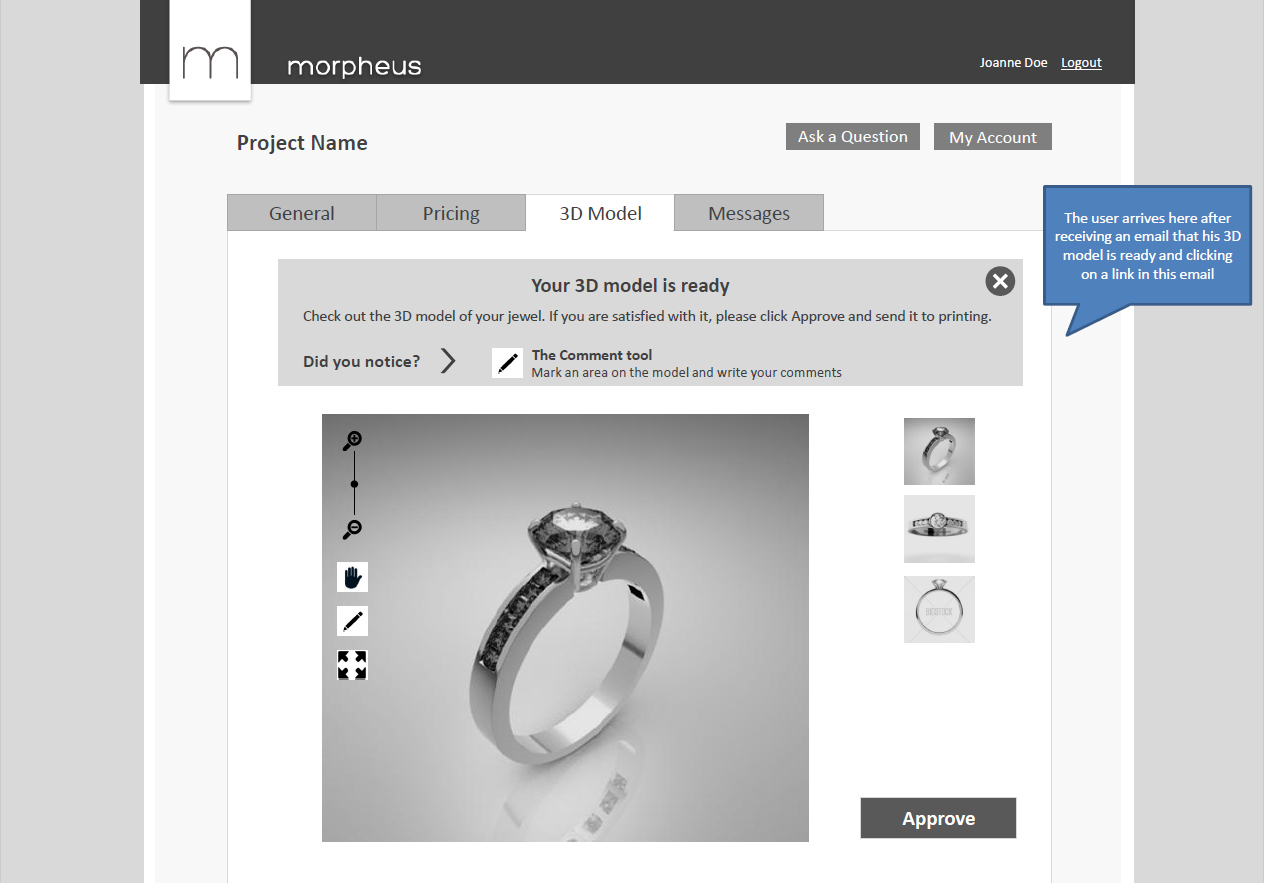 m
morpheus
Joanne Doe Logout
Project Name
Ask a Question
My Account
General
Pricing
3D Model
Messages
The user arrives here after
receiving an email that his 3D
model is ready and clicking
on a link in this email
Your 3D model is ready
Check out the 3D model of your jewel. If you are satisfied with it, please click Approve and send it to printing.
Did you notice?
The Comment tool
Mark an area on the model and write your comments
BIGSTOCK
Approve